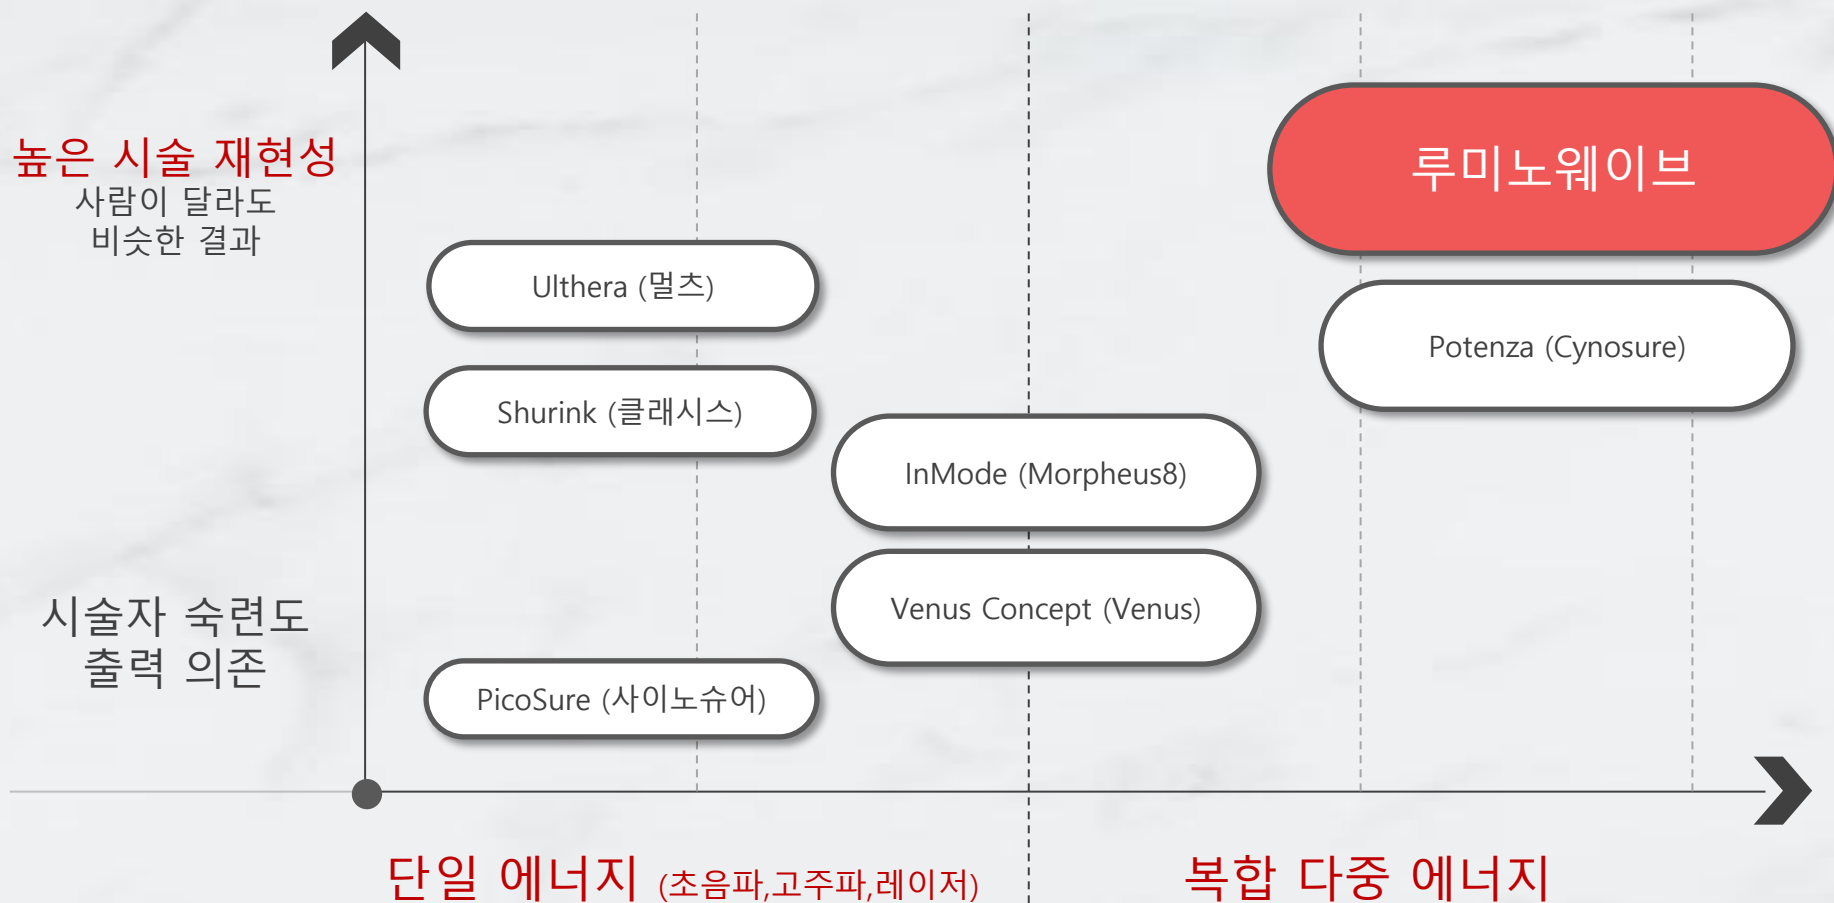 높은 시술 재현성
사람이 달라도
비슷한 결과
루미노웨이브
Ulthera (멀츠)
Potenza (Cynosure)
Shurink (클래시스)
InMode (Morpheus8)
Venus Concept (Venus)
시술자 숙련도
출력 의존
PicoSure (사이노슈어)
단일 에너지 (초음파,고주파,레이저)
복합 다중 에너지